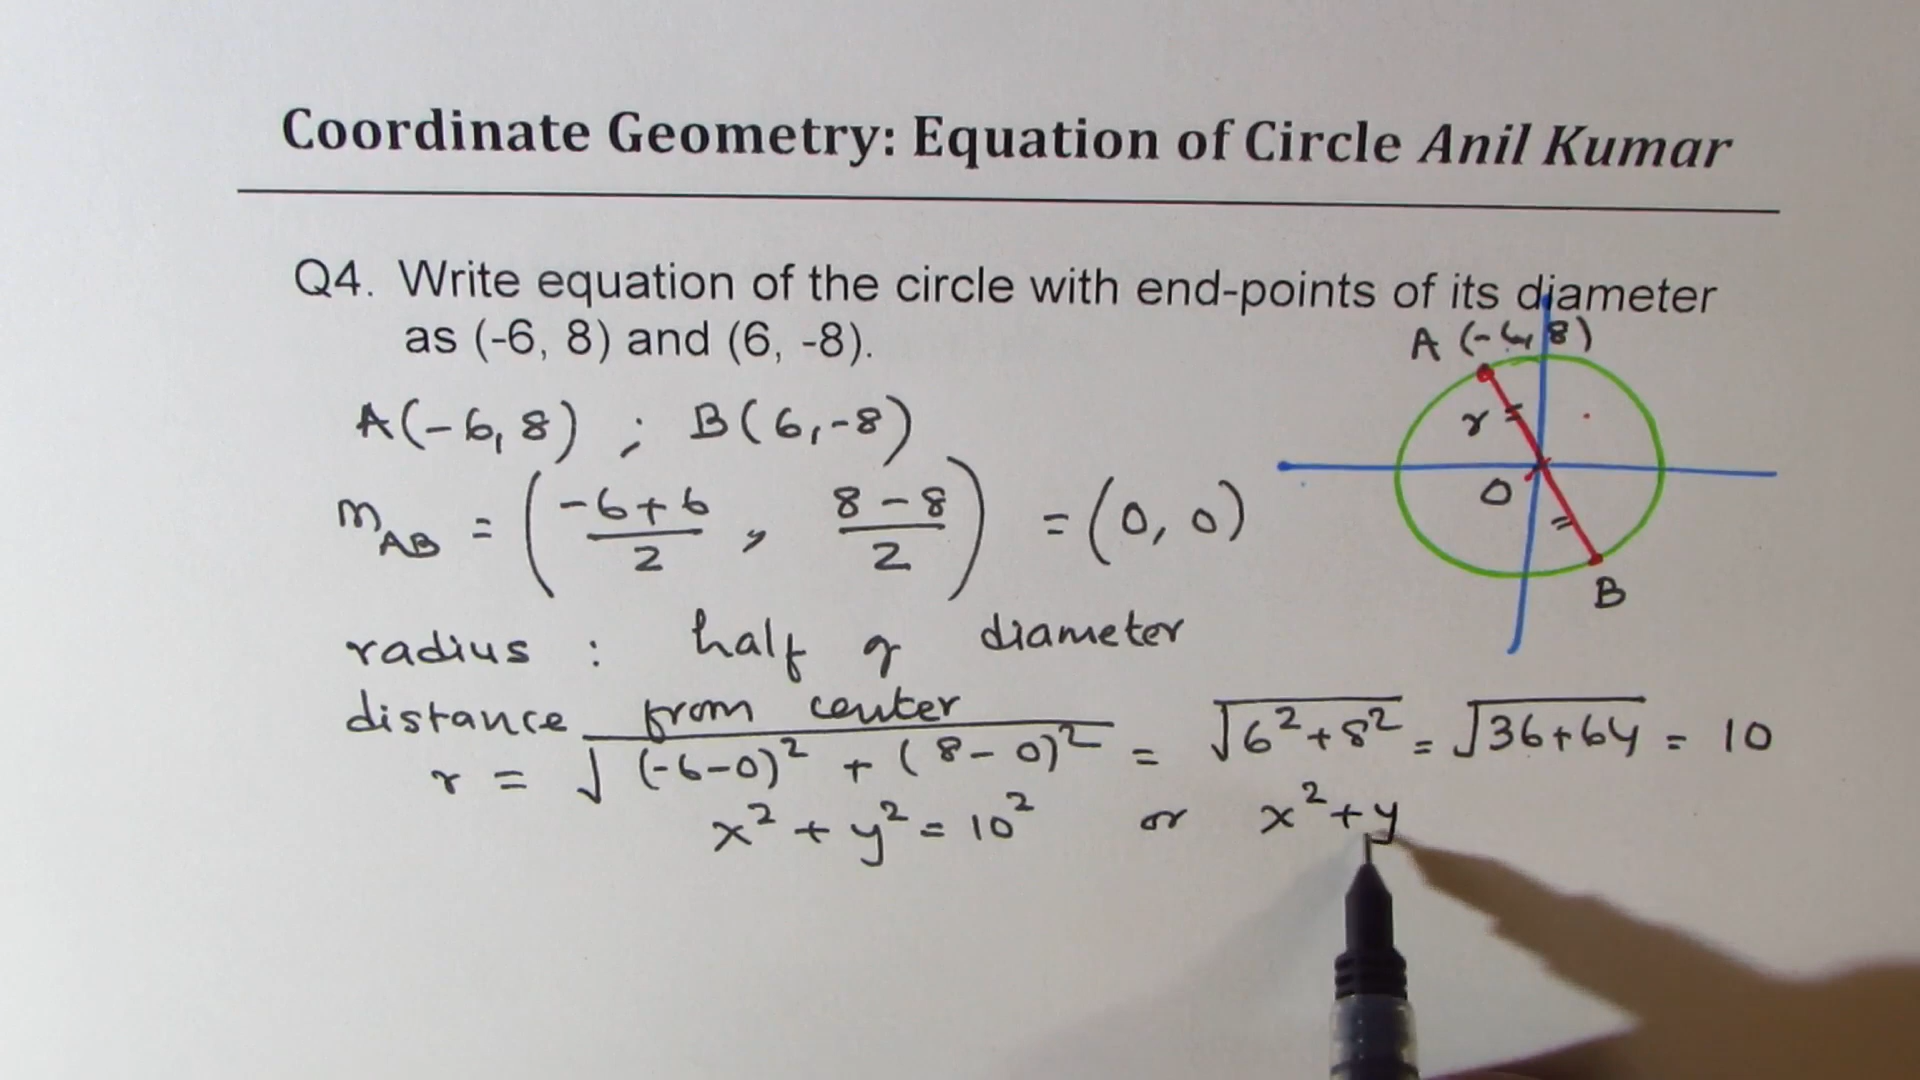 Coordinate Geometry: Equation of Circle Anil Kumar
Q4. Write equation of the circle with end-points of its diameter
as (-6, 8) and (6, -8).
A (-6, 8)
A(-6, 8) ; B(6, -8)
r
O
B
m_AB = ( (-6+6)/2 , (8-8)/2 ) = (0, 0)
radius : half of diameter
distance from center
r = √((-6-0)² + (8-0)²) = √(6²+8²) = √(36+64) = 10
x² + y² = 10² or x² + y